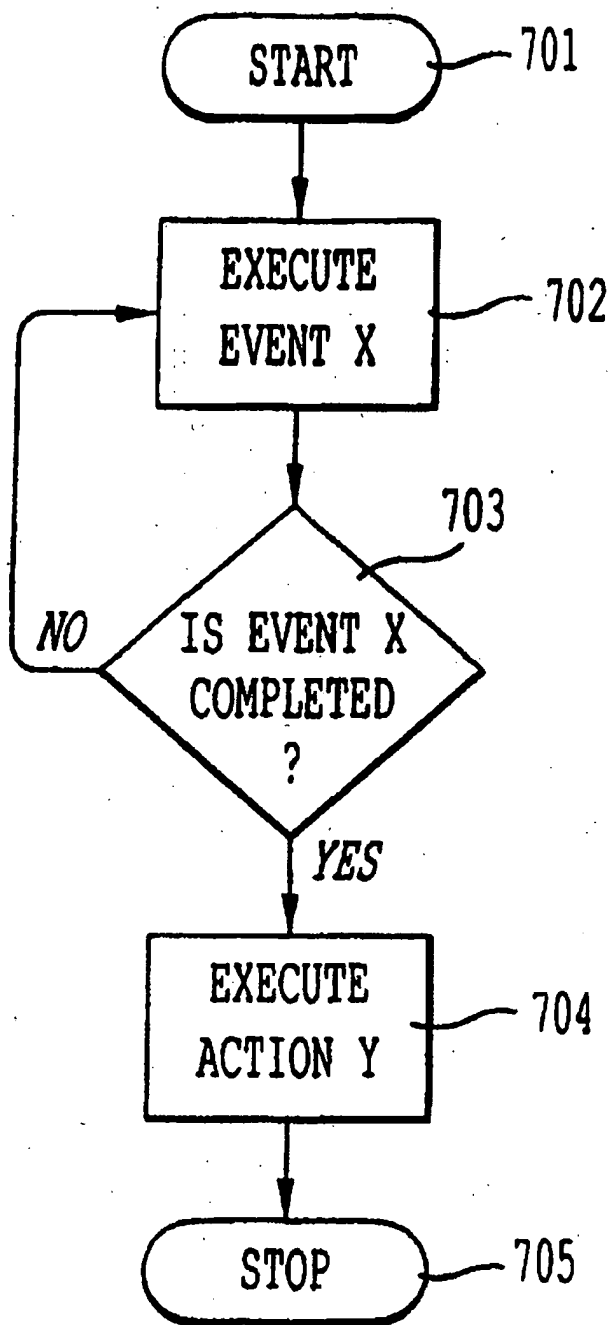 START
701
EXECUTE
EVENT X
702
703
NO
IS EVENT X
COMPLETED
?
YES
EXECUTE
ACTION Y
704
STOP
705